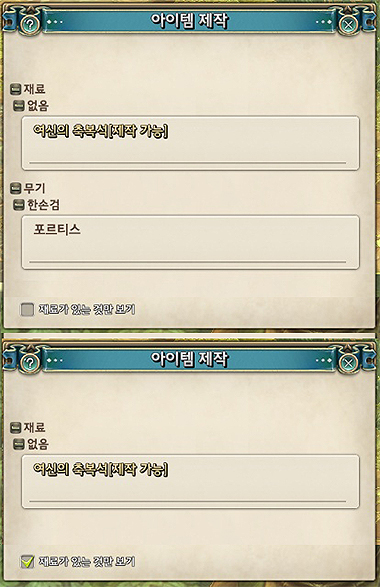 아이템 제작
재료
없음
여신의 축복석[제작 가능]
무기
한손검
포르티스
재료가 있는 것만 보기
아이템 제작
재료
없음
여신의 축복석[제작 가능]
재료가 있는 것만 보기